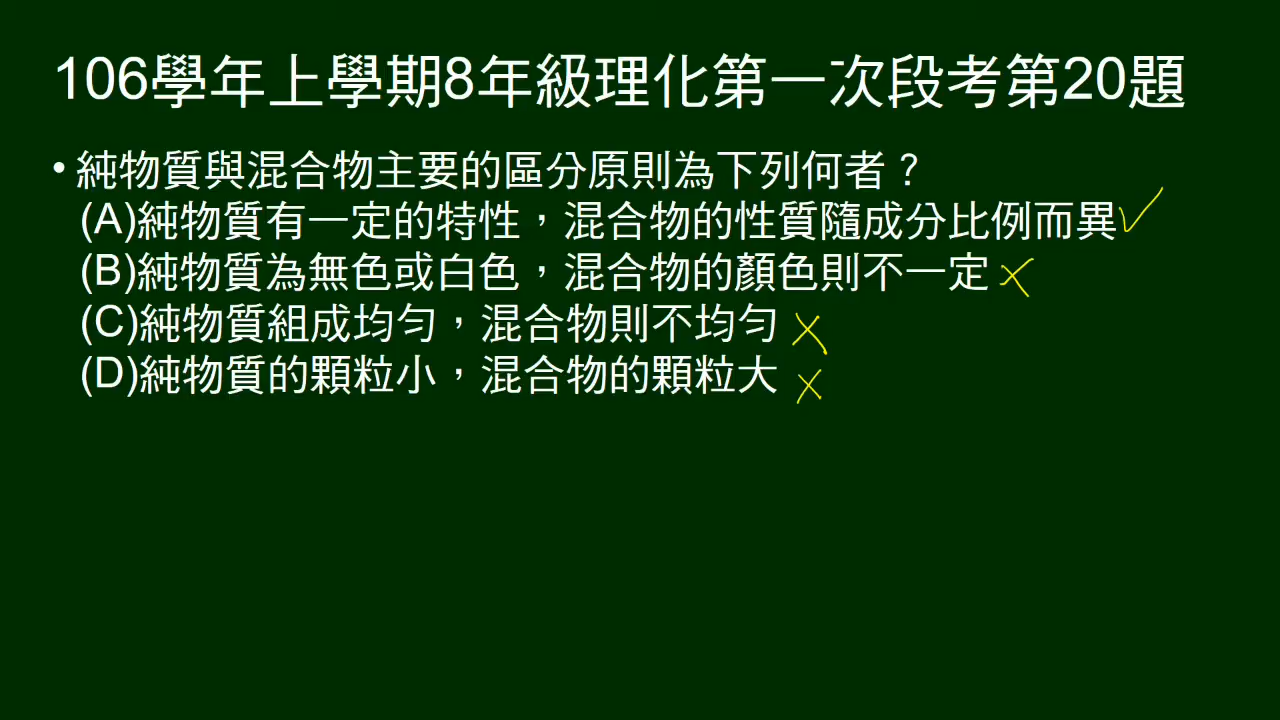 106學年上學期8年級理化第一次段考第20題
•純物質與混合物主要的區分原則為下列何者？
(A)純物質有一定的特性，混合物的性質隨成分比例而異✓
(B)純物質為無色或白色，混合物的顏色則不一定✗
(C)純物質組成均勻，混合物則不均勻✗
(D)純物質的顆粒小，混合物的顆粒大✗